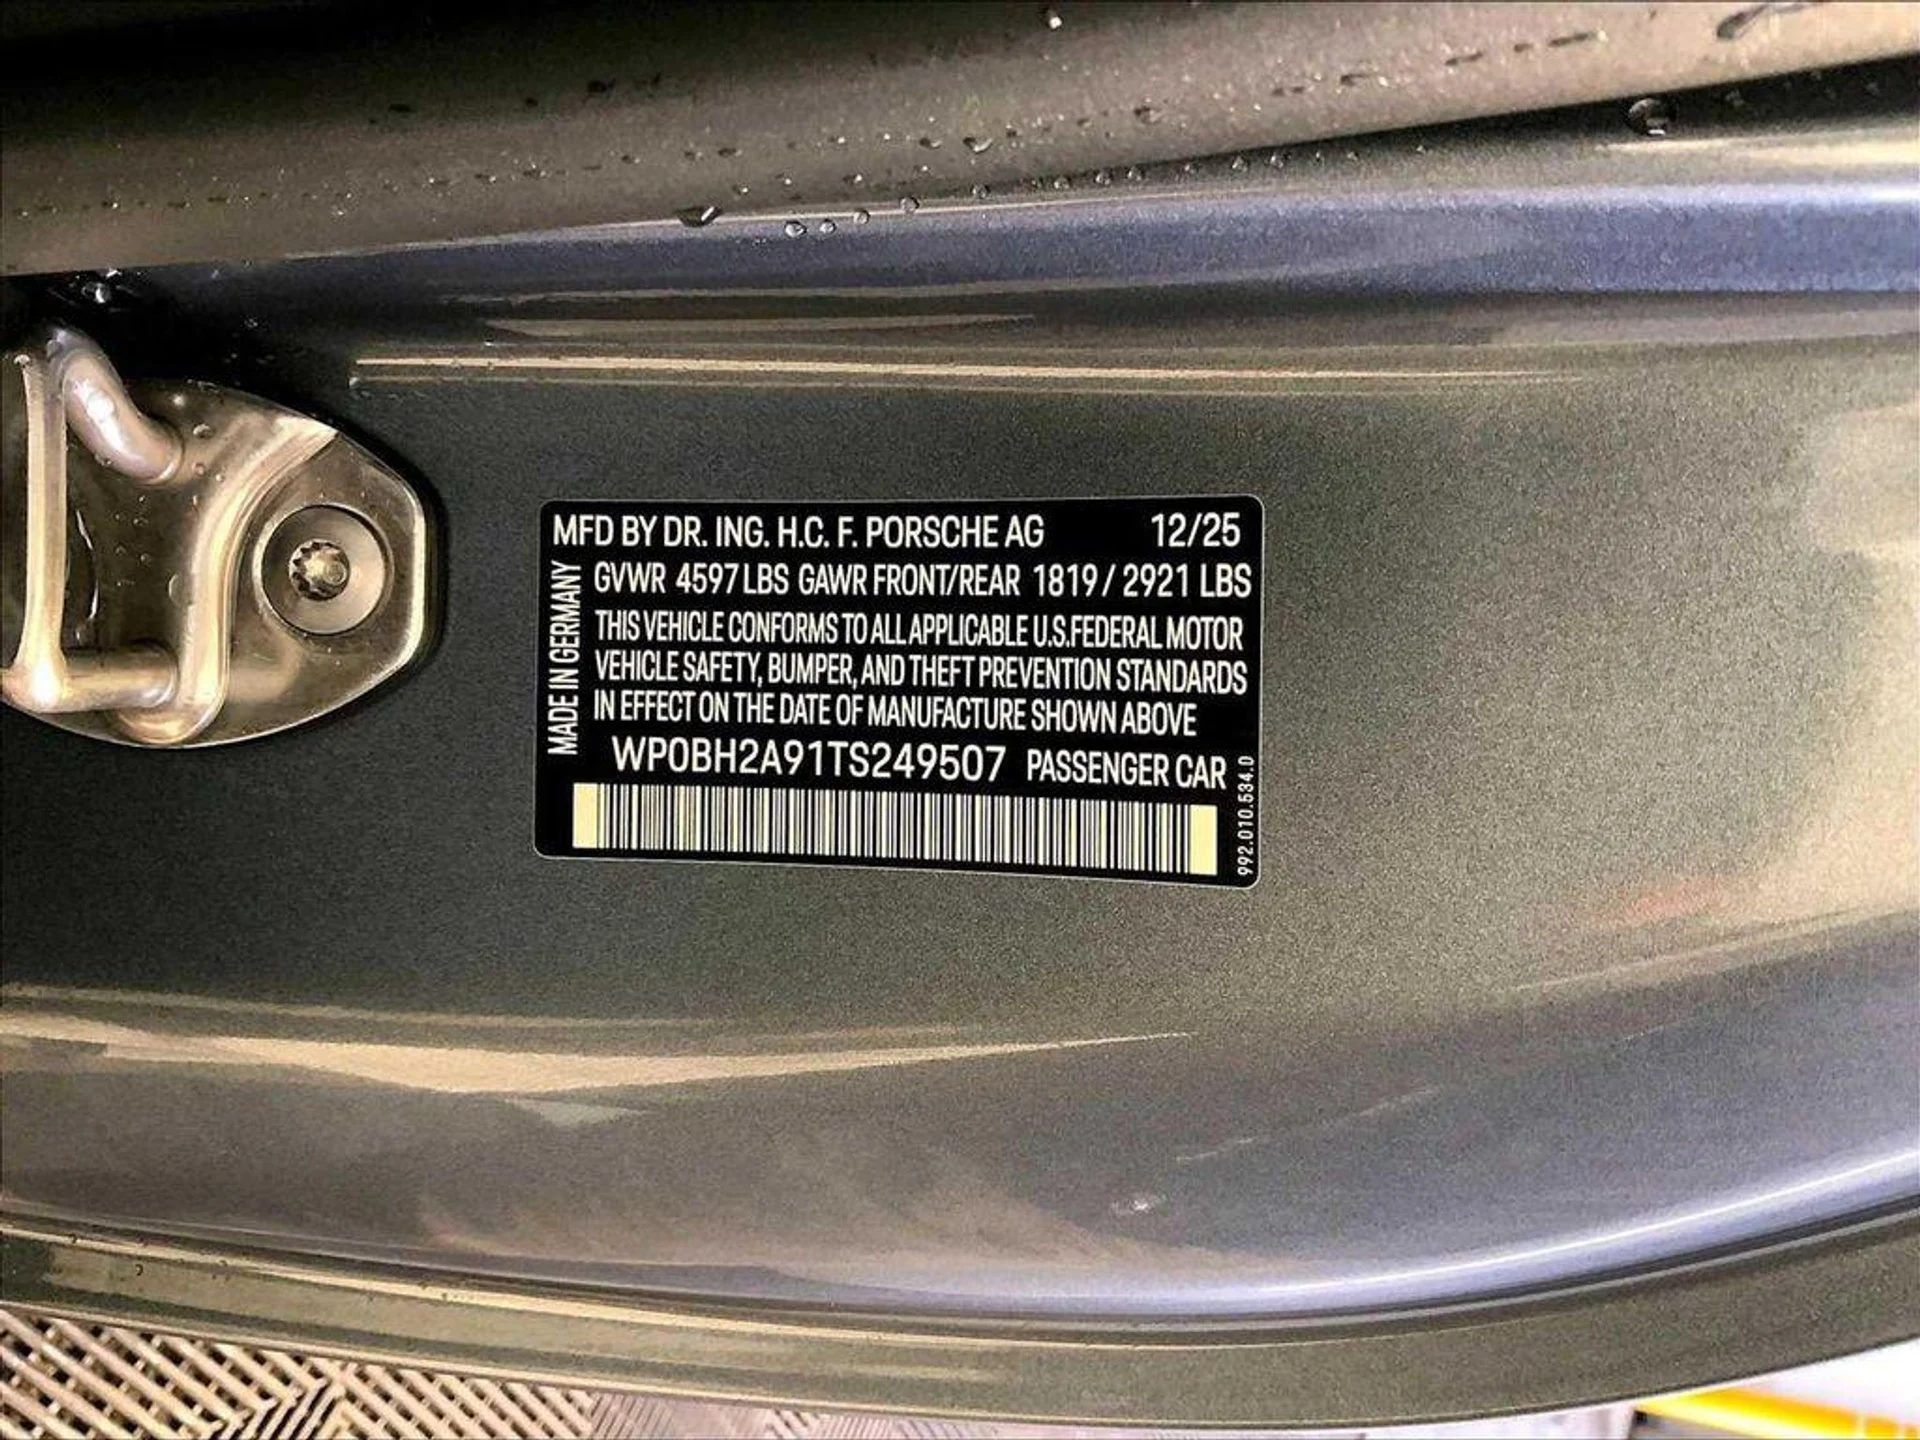 MFD BY DR. ING. H.C. F. PORSCHE AG 12/25
GVWR 4597 LBS GAWR FRONT/REAR 1819 / 2921 LBS
THIS VEHICLE CONFORMS TO ALL APPLICABLE U.S.FEDERAL MOTOR
VEHICLE SAFETY, BUMPER, AND THEFT PREVENTION STANDARDS
IN EFFECT ON THE DATE OF MANUFACTURE SHOWN ABOVE
WP0BH2A91TS249507 PASSENGER CAR
MADE IN GERMANY
992.010.534.0